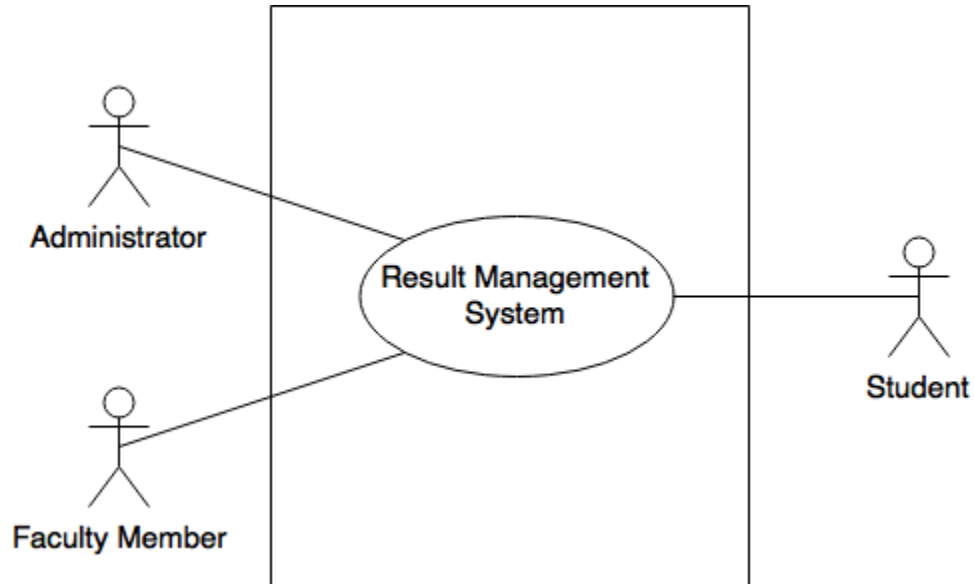 Administrator
Result Management
System
Student
Faculty Member